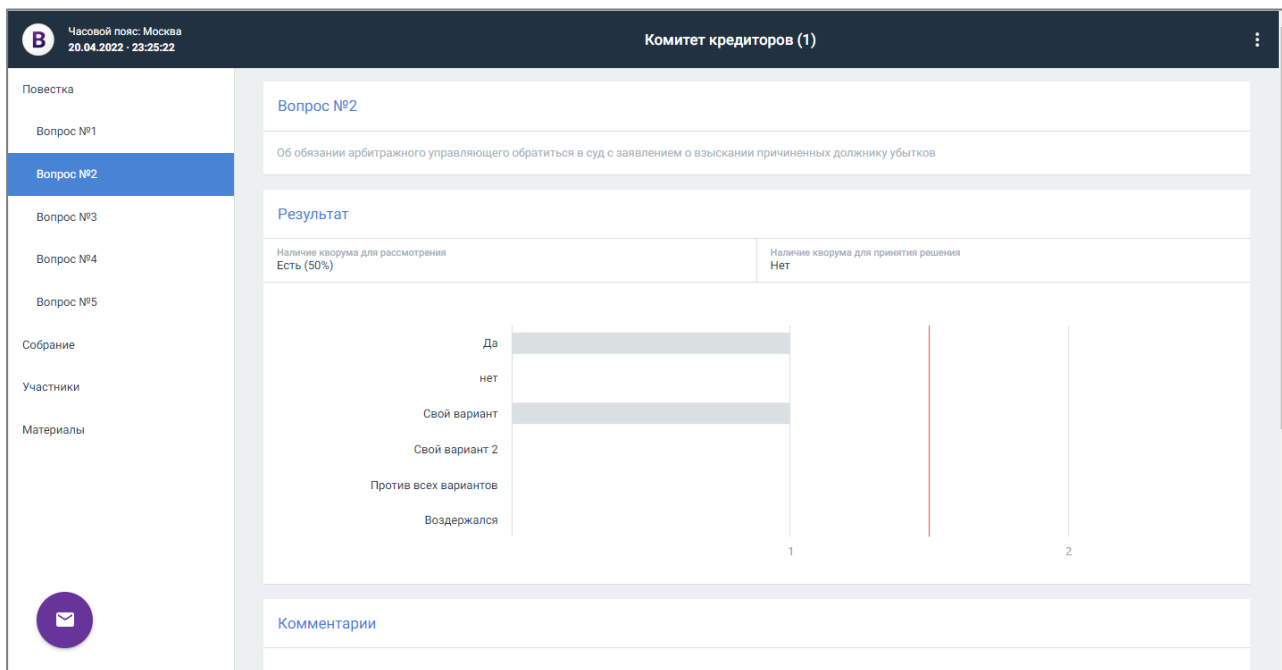 B
Часовой пояс: Москва
20.04.2022 · 23:25:22
Комитет кредиторов (1)
Повестка
Вопрос №1
Вопрос №2
Вопрос №3
Вопрос №4
Вопрос №5
Собрание
Участники
Материалы
Вопрос №2
Об обязании арбитражного управляющего обратиться в суд с заявлением о взыскании причиненных должнику убытков
Результат
Наличие кворума для рассмотрения
Есть (50%)
Наличие кворума для принятия решения
Нет
Да
нет
Свой вариант
Свой вариант 2
Против всех вариантов
Воздержался
1 2
Комментарии